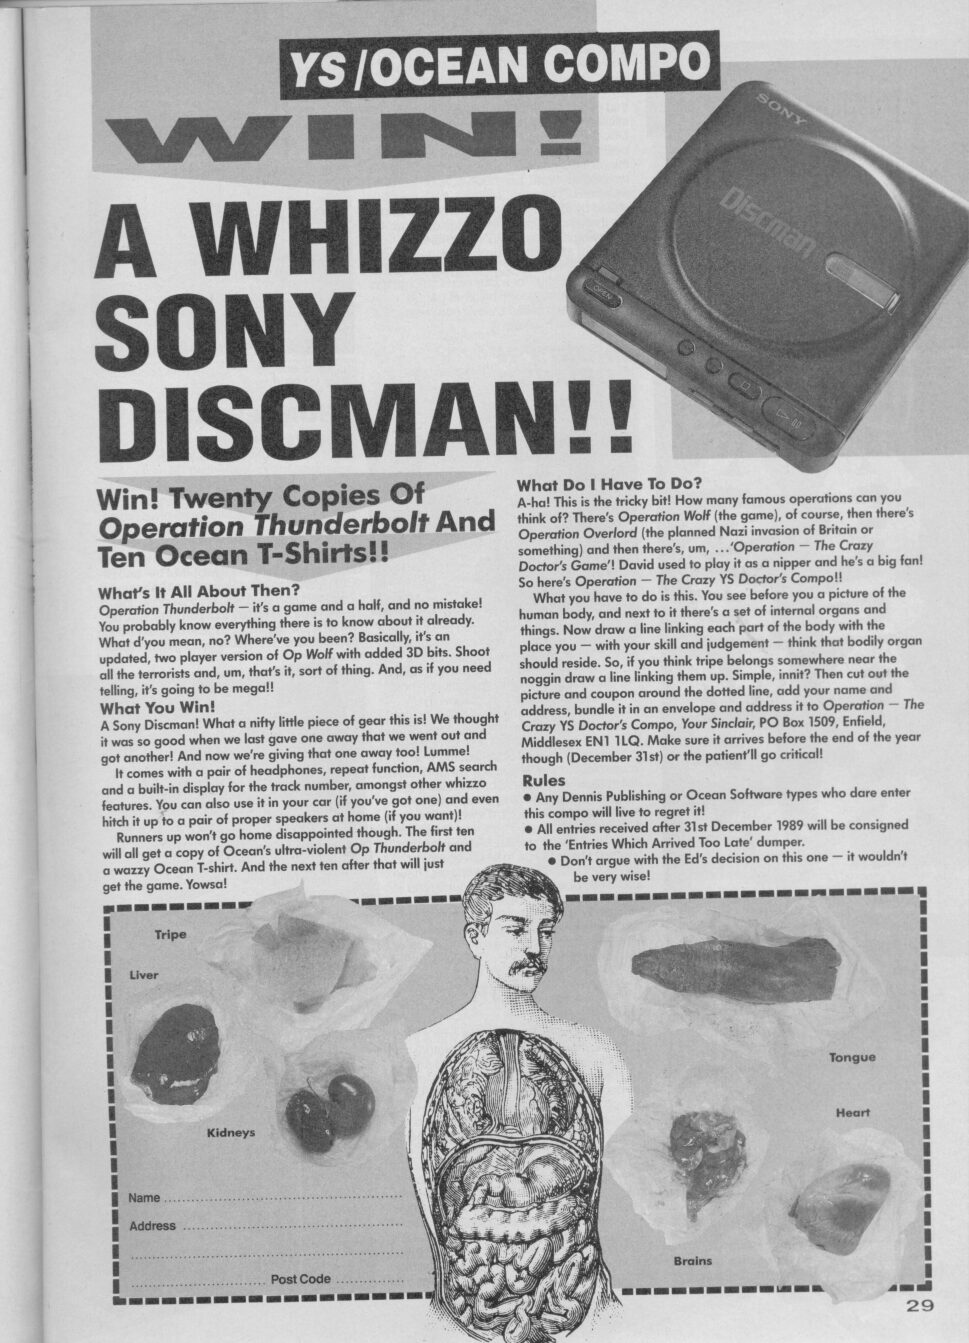 YS/OCEAN COMPO
WIN!
SONY
Discman
OPEN
A WHIZZO
SONY
DISCMAN!!
Win! Twenty Copies Of
Operation Thunderbolt And
Ten Ocean T-Shirts!!
What's It All About Then?
Operation Thunderbolt — it's a game and a half, and no mistake!
You probably know everything there is to know about it already.
What d'you mean, no? Where've you been? Basically, it's an
updated, two player version of Op Wolf with added 3D bits. Shoot
all the terrorists and, um, that's it, sort of thing. And, as if you need
telling, it's going to be mega!!
What You Win!
A Sony Discman! What a nifty little piece of gear this is! We thought
it was so good when we last gave one away that we went out and
got another! And now we're giving that one away too! Lumme!
It comes with a pair of headphones, repeat function, AMS search
and a built-in display for the track number, amongst other whizzo
features. You can also use it in your car (if you've got one) and even
hitch it up to a pair of proper speakers at home (if you want)!
Runners up won't go home disappointed though. The first ten
will all get a copy of Ocean's ultra-violent Op Thunderbolt and
a wazzy Ocean T-shirt. And the next ten after that will just
get the game. Yowsa!
What Do I Have To Do?
A-ha! This is the tricky bit! How many famous operations can you
think of? There's Operation Wolf (the game), of course, then there's
Operation Overlord (the planned Nazi invasion of Britain or
something) and then there's, um, ...'Operation — The Crazy
Doctor's Game'! David used to play it as a nipper and he's a big fan!
So here's Operation — The Crazy YS Doctor's Compo!!
What you have to do is this. You see before you a picture of the
human body, and next to it there's a set of internal organs and
things. Now draw a line linking each part of the body with the
place you — with your skill and judgement — think that bodily organ
should reside. So, if you think tripe belongs somewhere near the
noggin draw a line linking them up. Simple, innit? Then cut out the
picture and coupon around the dotted line, add your name and
address, bundle it in an envelope and address it to Operation — The
Crazy YS Doctor's Compo, Your Sinclair, PO Box 1509, Enfield,
Middlesex EN1 1LQ. Make sure it arrives before the end of the year
though (December 31st) or the patient'll go critical!
Rules
● Any Dennis Publishing or Ocean Software types who dare enter
this compo will live to regret it!
● All entries received after 31st December 1989 will be consigned
to the 'Entries Which Arrived Too Late' dumper.
● Don't argue with the Ed's decision on this one — it wouldn't
be very wise!
Tripe
Liver
Kidneys
Tongue
Heart
Brains
Name
Address
Post Code
29